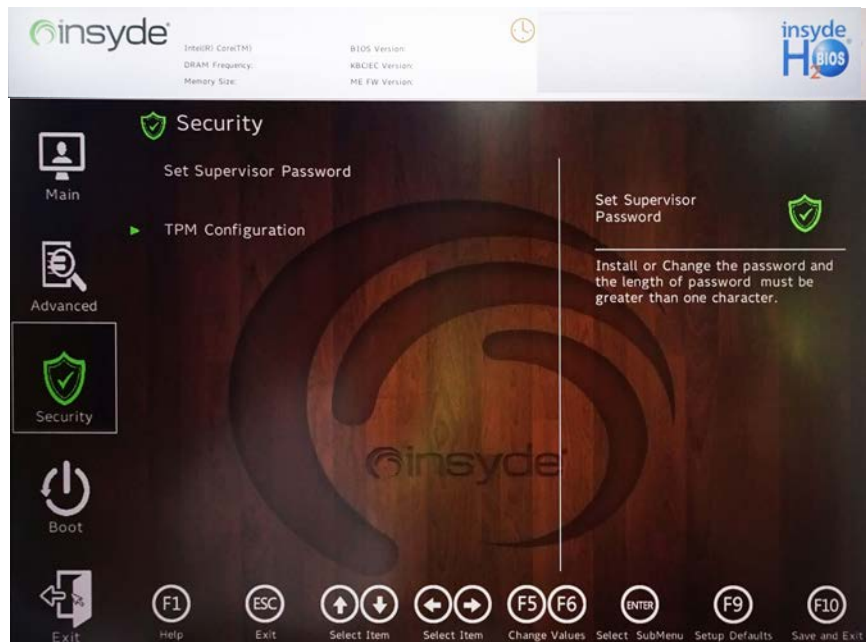 insyde
Intel(R) Core(TM)
DRAM Frequency:
Memory Size:
BIOS Version:
KBC/EC Version:
ME FW Version:
insyde
H2O BIOS
Main
Advanced
Security
Boot
Exit
Security
Set Supervisor Password
TPM Configuration
Set Supervisor
Password
Install or Change the password and
the length of password must be
greater than one character.
insyde
F1
Help
ESC
Exit
Select Item
Select Item
F5 F6
Change Values
ENTER
Select SubMenu
F9
Setup Defaults
F10
Save and Exit